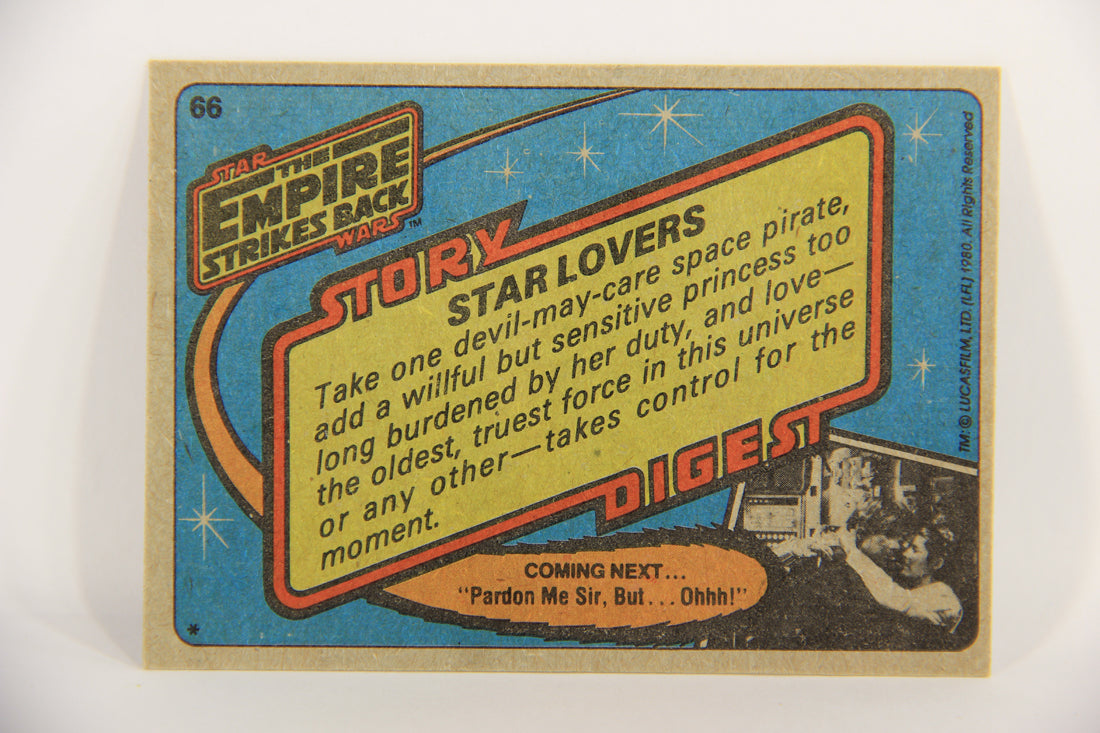 66
STAR
THE
EMPIRE
STRIKES BACK
WARS™
STORY
STAR LOVERS
Take one devil-may-care space pirate,
add a willful but sensitive princess too
long burdened by her duty, and love—
the oldest, truest force in this universe
or any other—takes control for the
moment.
DIGEST
COMING NEXT...
"Pardon Me Sir, But... Ohhh!"
*
TM: © LUCASFILM, LTD. (LFL) 1980. All Rights Reserved